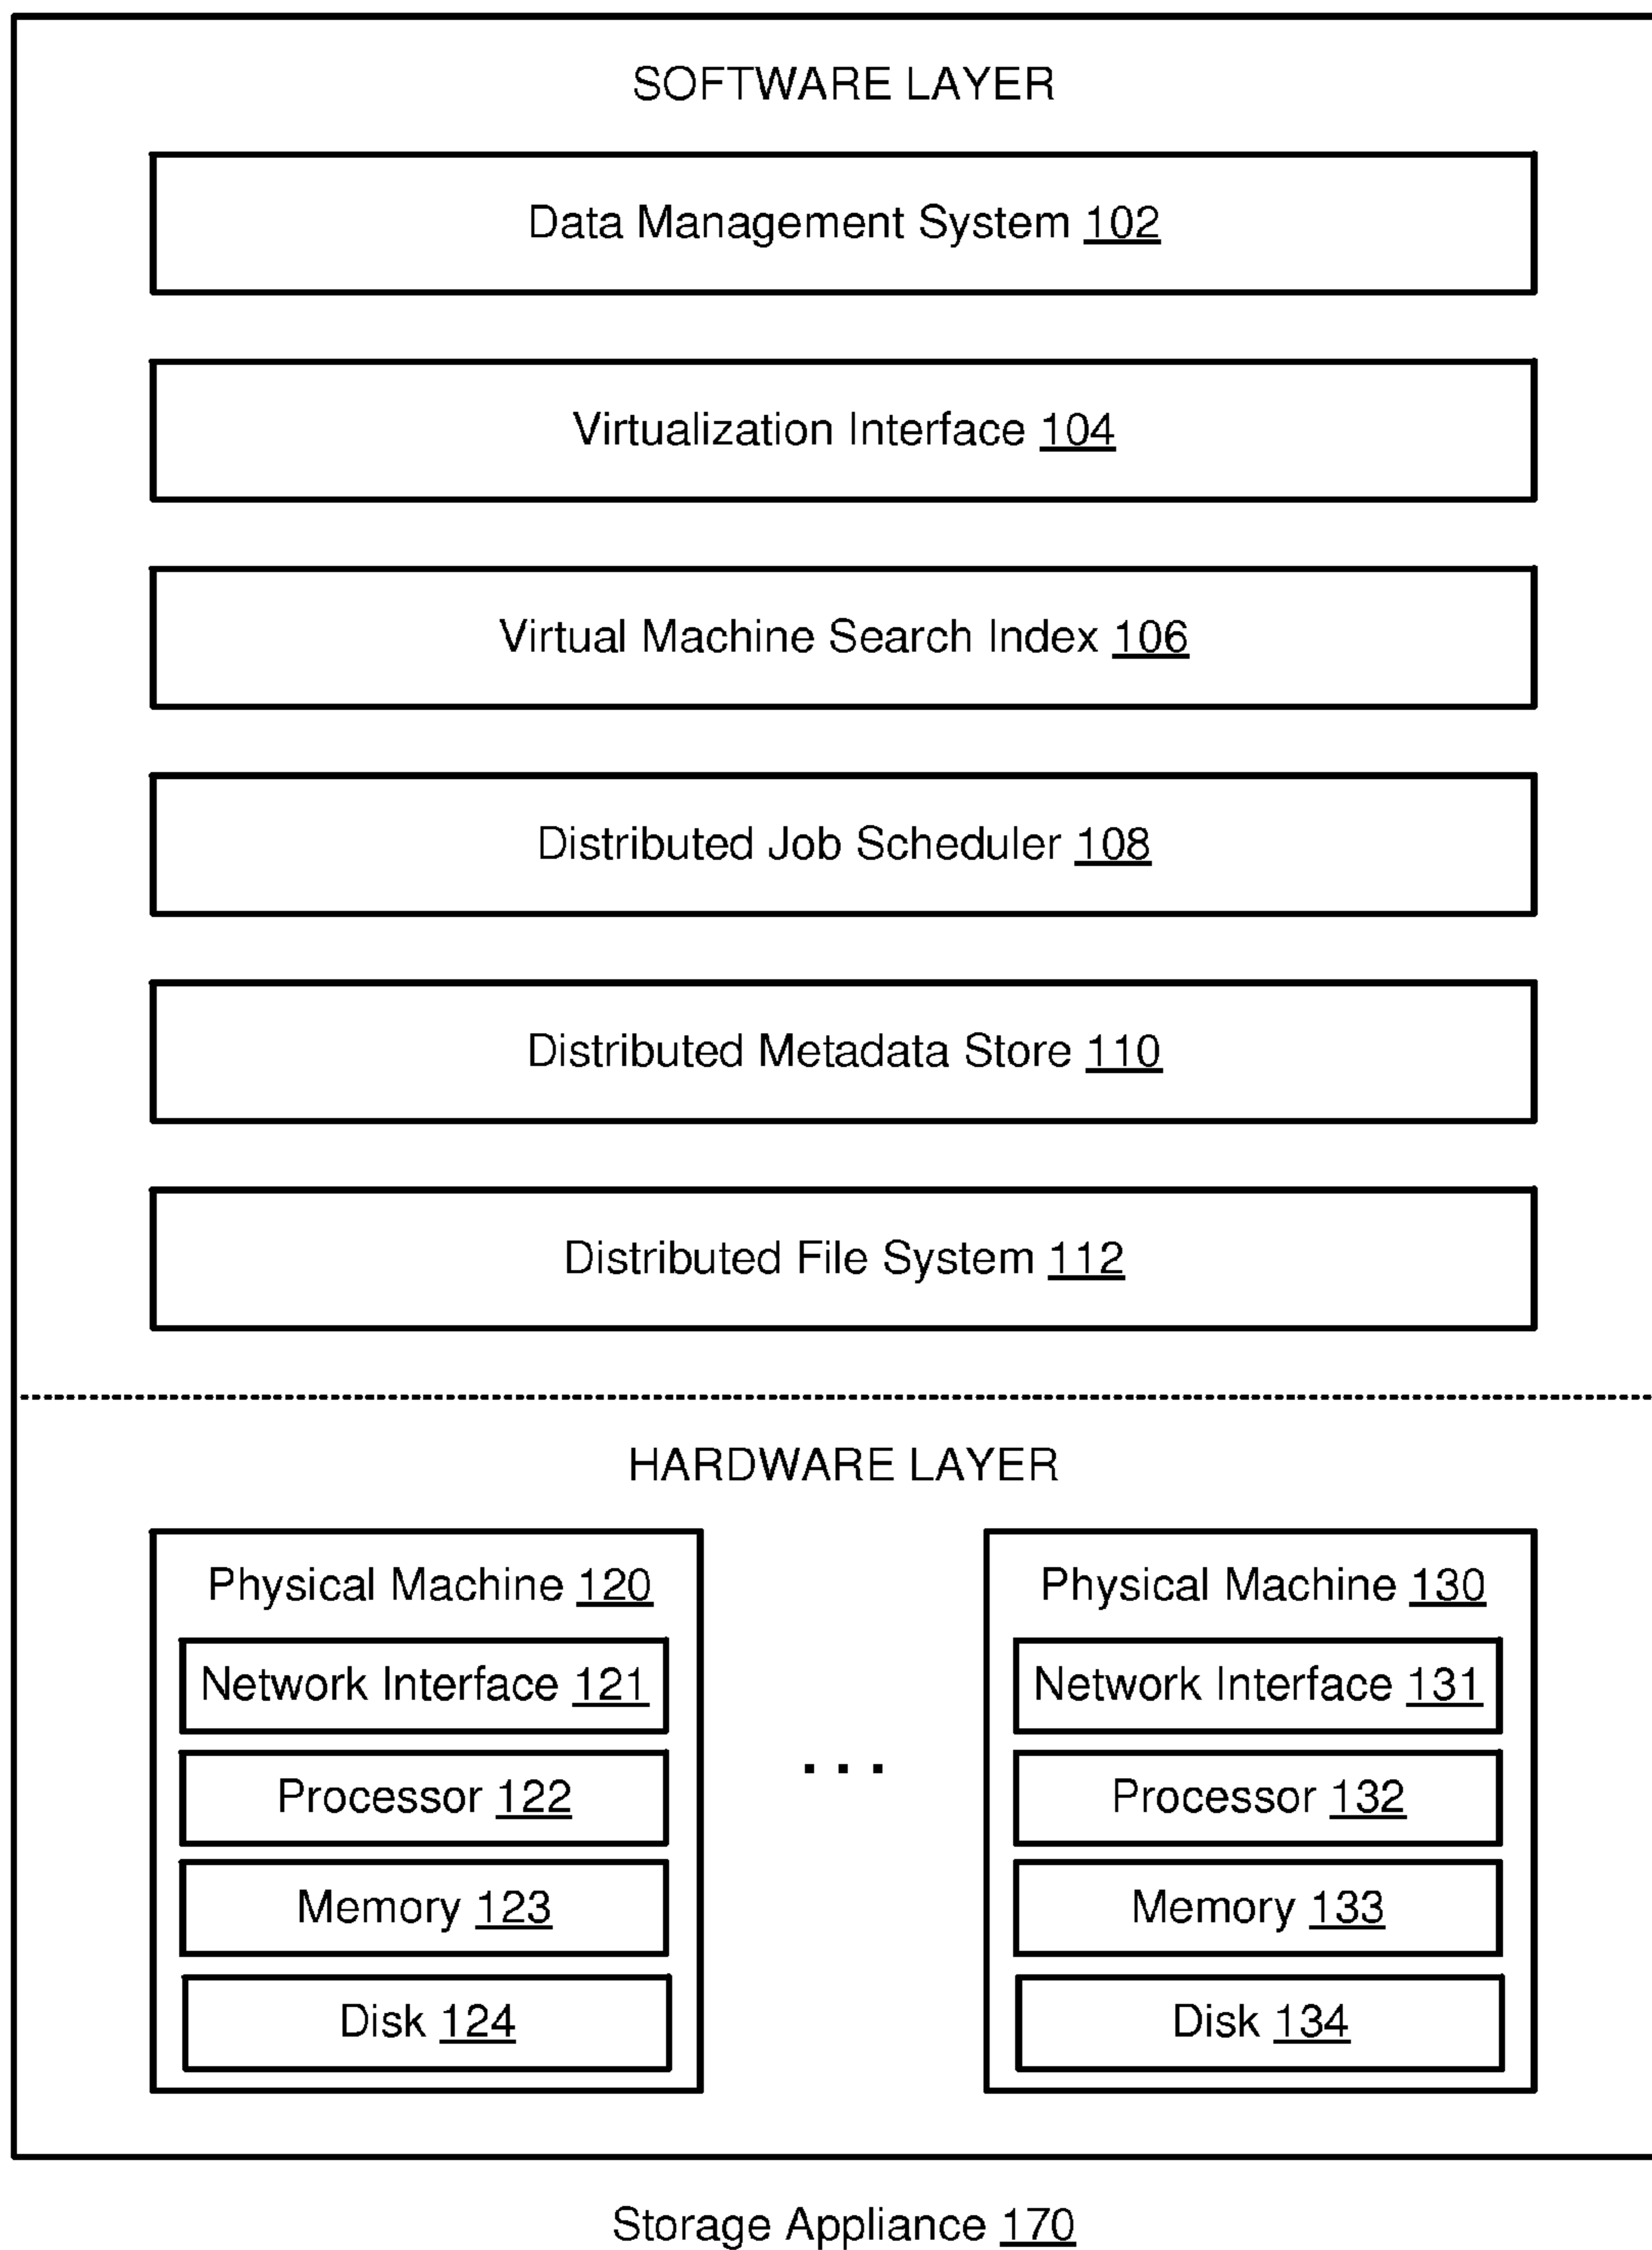 SOFTWARE LAYER
Data Management System 102
Virtualization Interface 104
Virtual Machine Search Index 106
Distributed Job Scheduler 108
Distributed Metadata Store 110
Distributed File System 112
HARDWARE LAYER
Physical Machine 120
Network Interface 121
Processor 122
Memory 123
Disk 124
. . .
Physical Machine 130
Network Interface 131
Processor 132
Memory 133
Disk 134
Storage Appliance 170